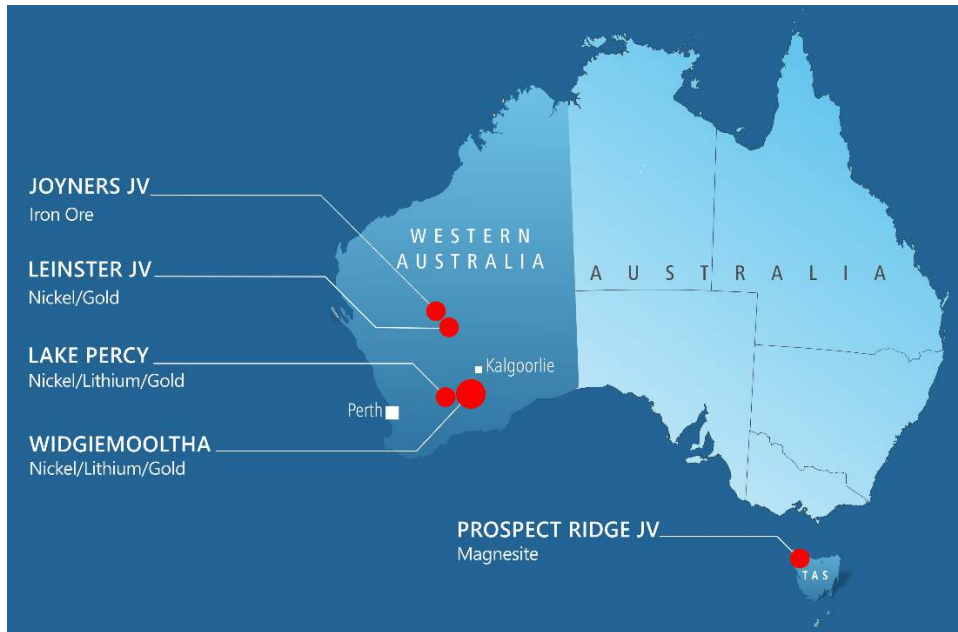 JOYNERS JV
Iron Ore
WESTERN
AUSTRALIA
LEINSTER JV
Nickel/Gold
AUSTRALIA
LAKE PERCY
Nickel/Lithium/Gold
Kalgoorlie
Perth
WIDGIEMOOLTHA
Nickel/Lithium/Gold
PROSPECT RIDGE JV
Magnesite
TAS